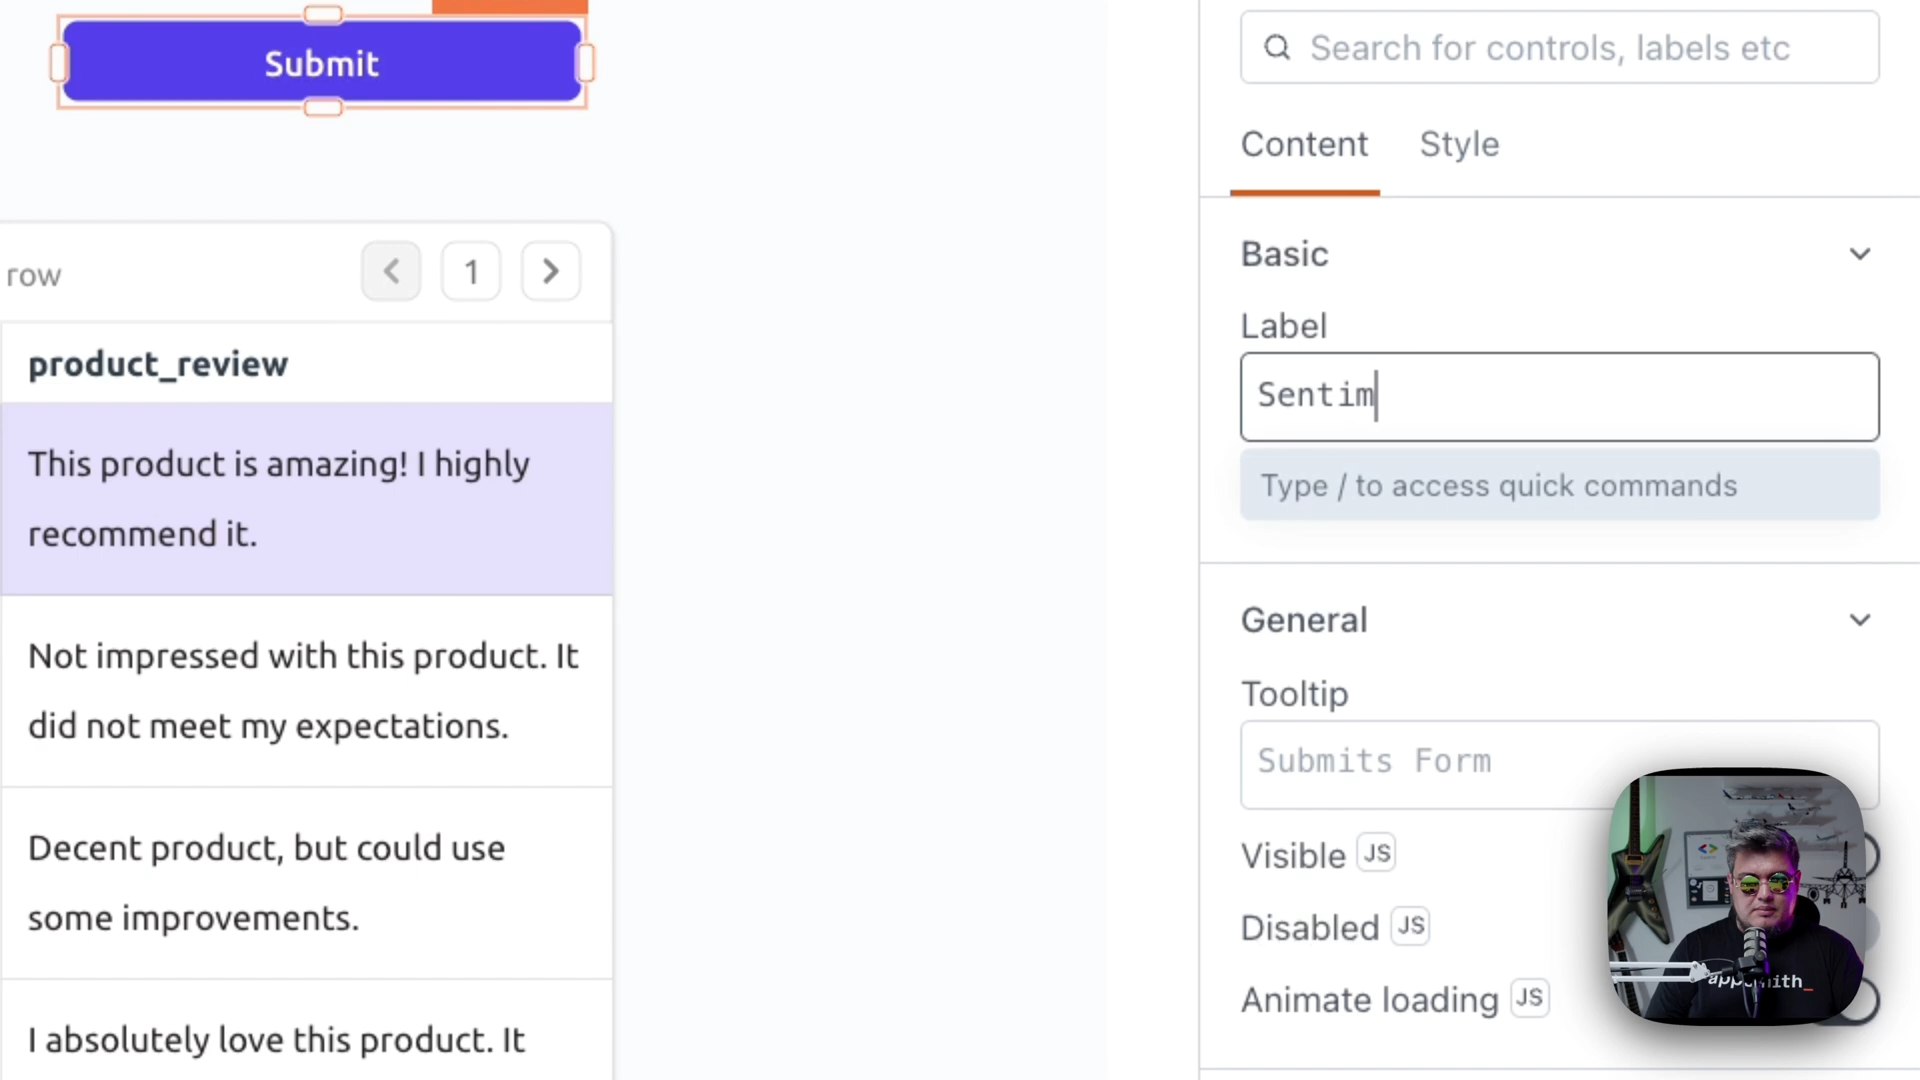 Submit
row
1
product_review
This product is amazing! I highly
recommend it.
Not impressed with this product. It
did not meet my expectations.
Decent product, but could use
some improvements.
I absolutely love this product. It
Search for controls, labels etc
Content Style
Basic
Label
Sentim
Type / to access quick commands
General
Tooltip
Submits Form
Visible JS
Disabled JS
Animate loading JS